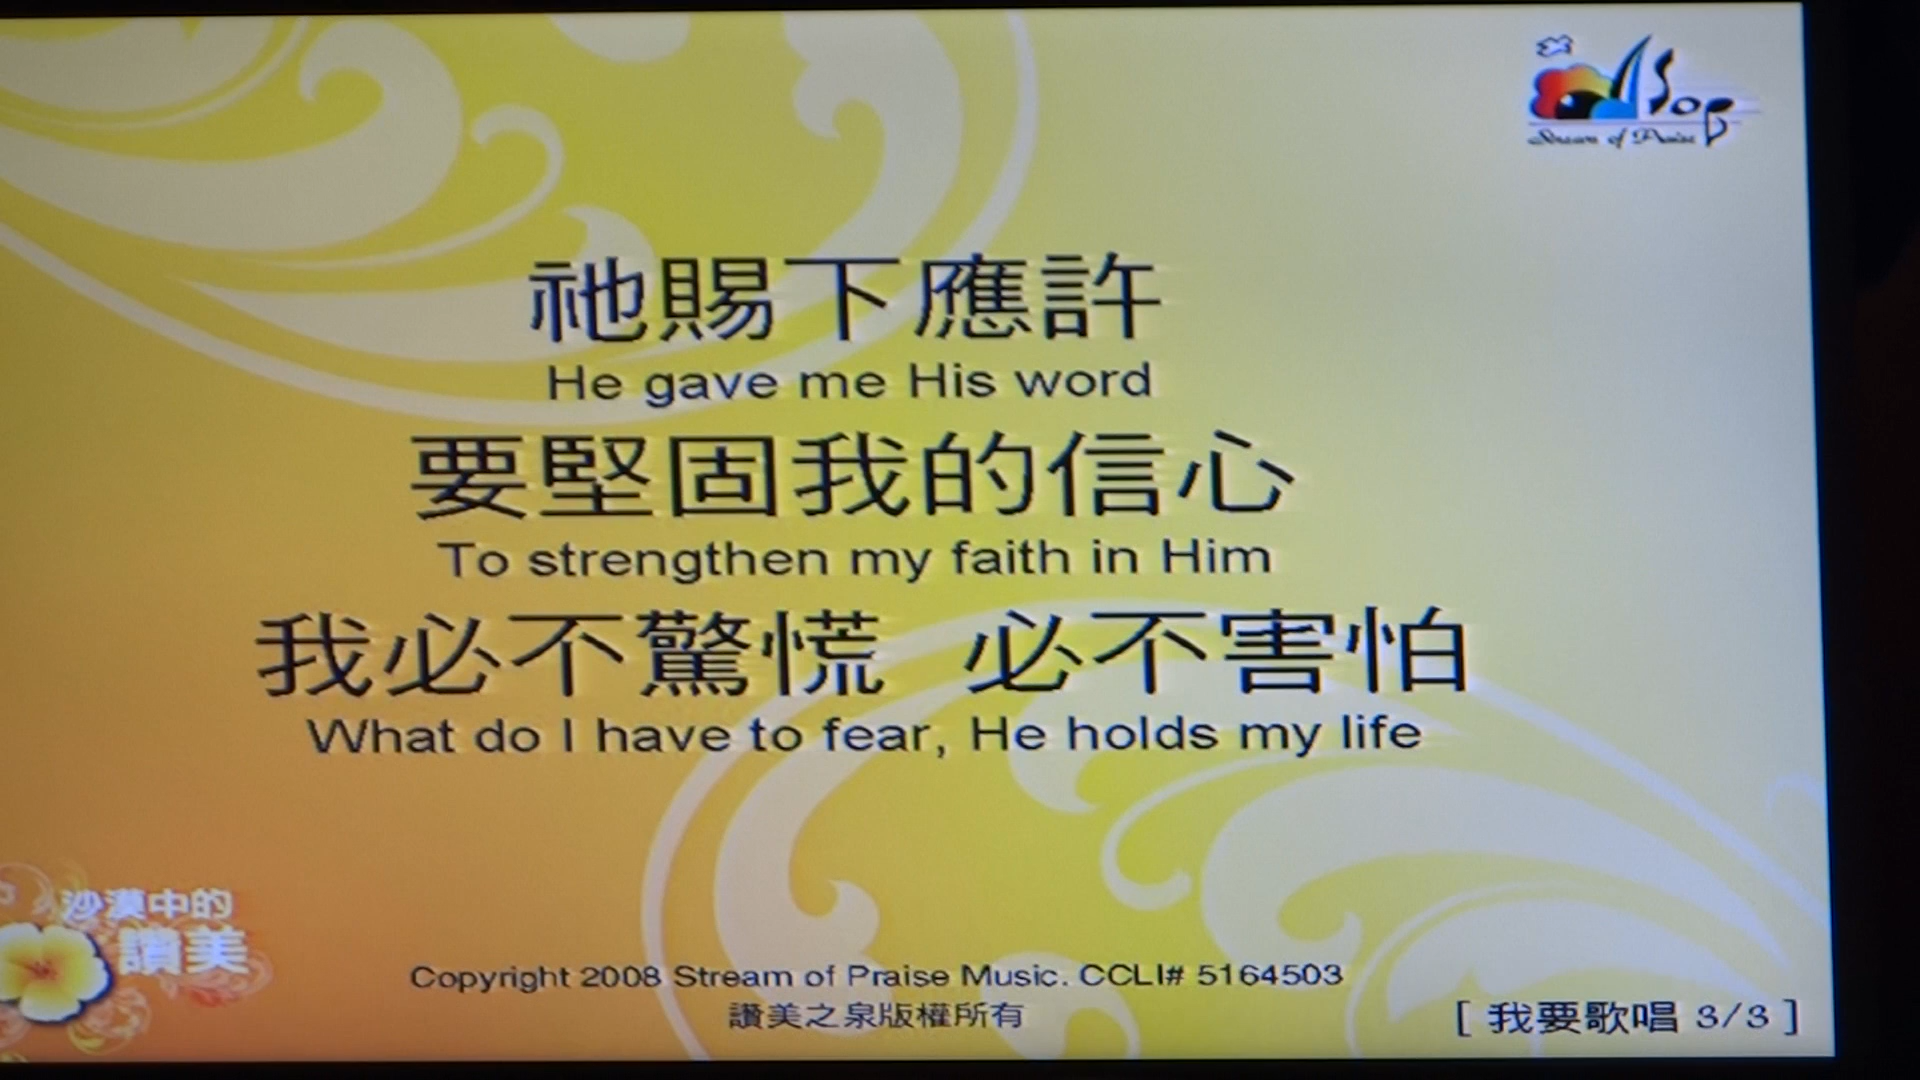 SOP
Stream of Praise
祂賜下應許
He gave me His word
要堅固我的信心
To strengthen my faith in Him
我必不驚慌 必不害怕
What do I have to fear, He holds my life
沙漠中的
讚美
Copyright 2008 Stream of Praise Music. CCLI# 5164503
讚美之泉版權所有
[ 我要歌唱 3/3 ]